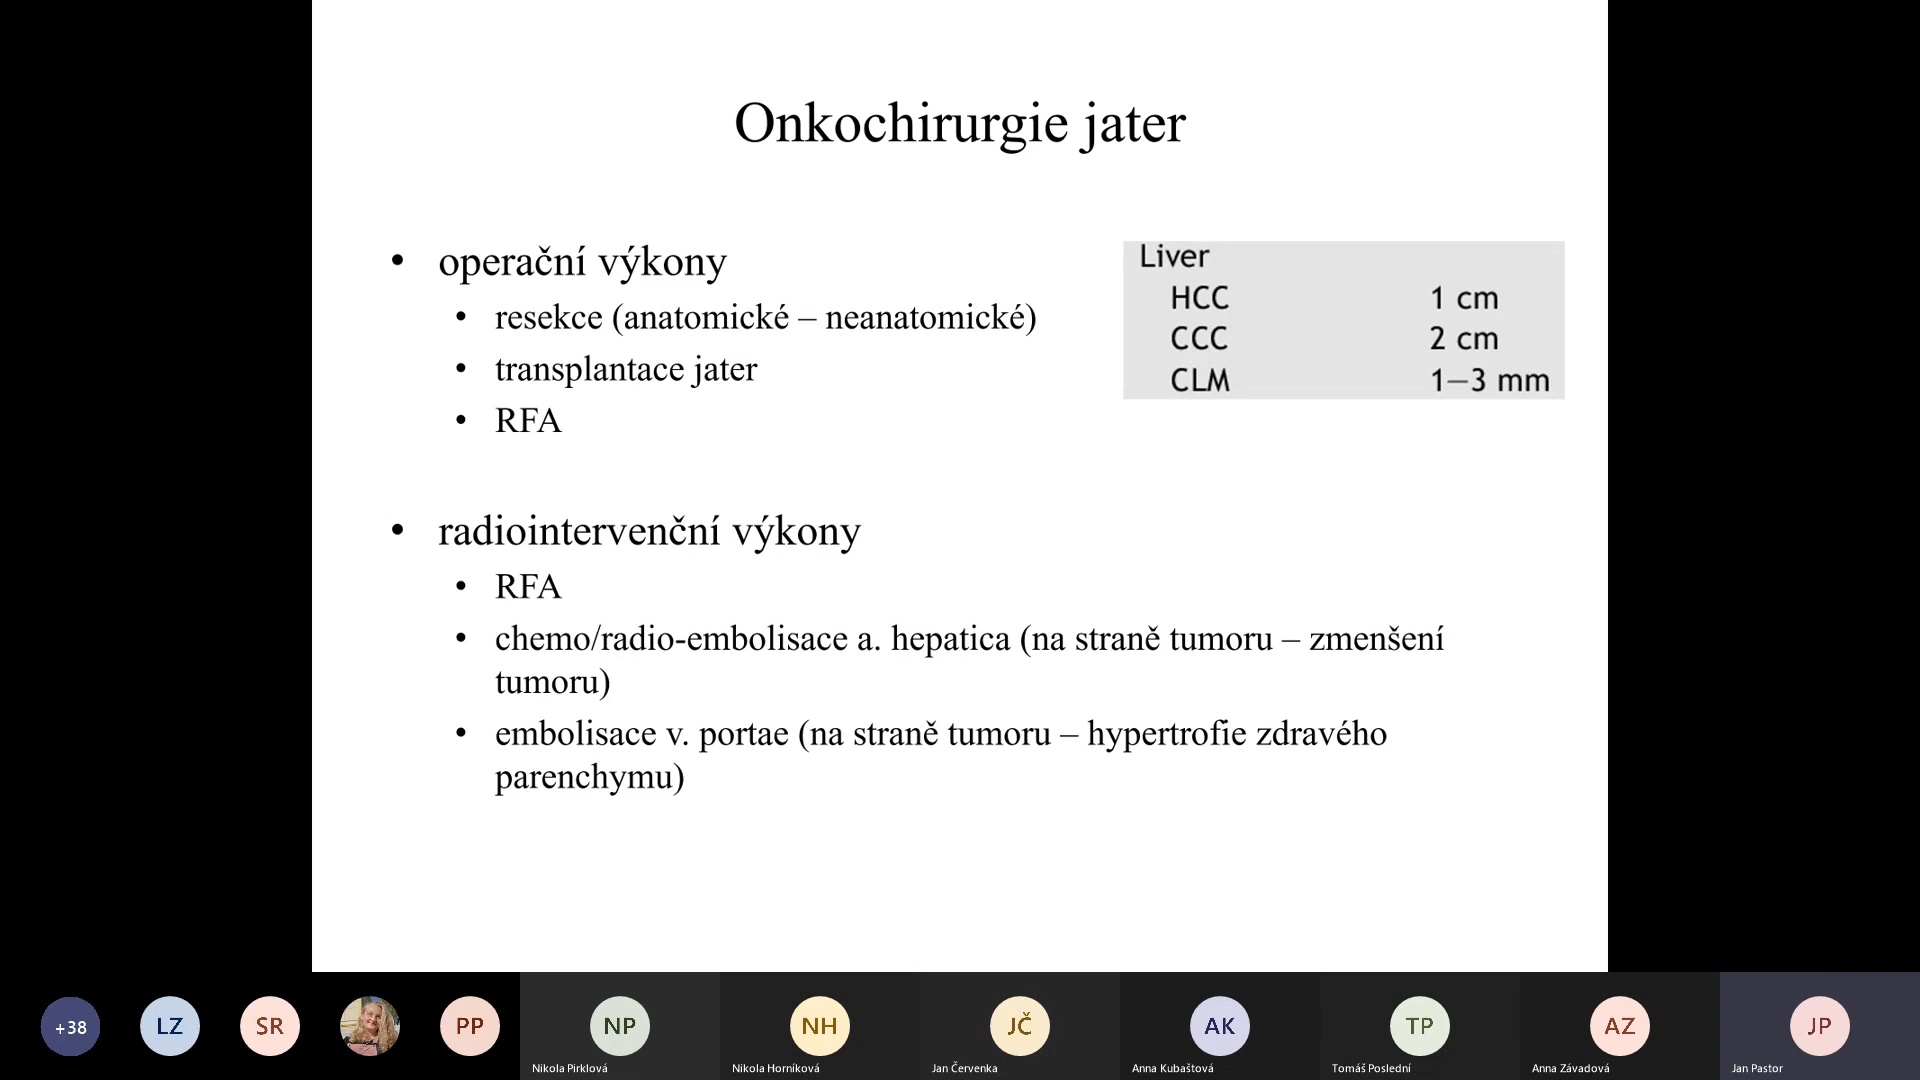 Onkochirurgie jater
• operační výkony
• resekce (anatomické – neanatomické)
• transplantace jater
• RFA
Liver
HCC 1 cm
CCC 2 cm
CLM 1–3 mm
• radiointervenční výkony
• RFA
• chemo/radio-embolisace a. hepatica (na straně tumoru – zmenšení
tumoru)
• embolisace v. portae (na straně tumoru – hypertrofie zdravého
parenchymu)
+38
LZ
SR
PP
NP
Nikola Pirklová
NH
Nikola Horníková
JČ
Jan Červenka
AK
Anna Kubaštová
TP
Tomáš Poslední
AZ
Anna Závadová
JP
Jan Pastor